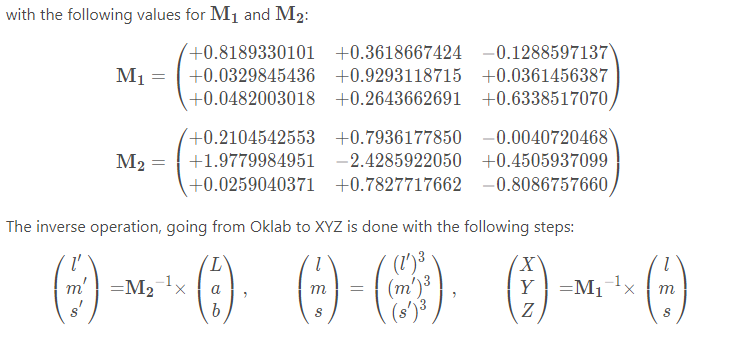 with the following values for M₁ and M₂:
M₁ = (+0.8189330101 +0.3618667424 −0.1288597137
+0.0329845436 +0.9293118715 +0.0361456387
+0.0482003018 +0.2643662691 +0.6338517070)
M₂ = (+0.2104542553 +0.7936177850 −0.0040720468
+1.9779984951 −2.4285922050 +0.4505937099
+0.0259040371 +0.7827717662 −0.8086757660)
The inverse operation, going from Oklab to XYZ is done with the following steps:
(l′ m′ s′) =M₂⁻¹× (L a b), (l m s) = ((l′)³ (m′)³ (s′)³), (X Y Z) =M₁⁻¹× (l m s)